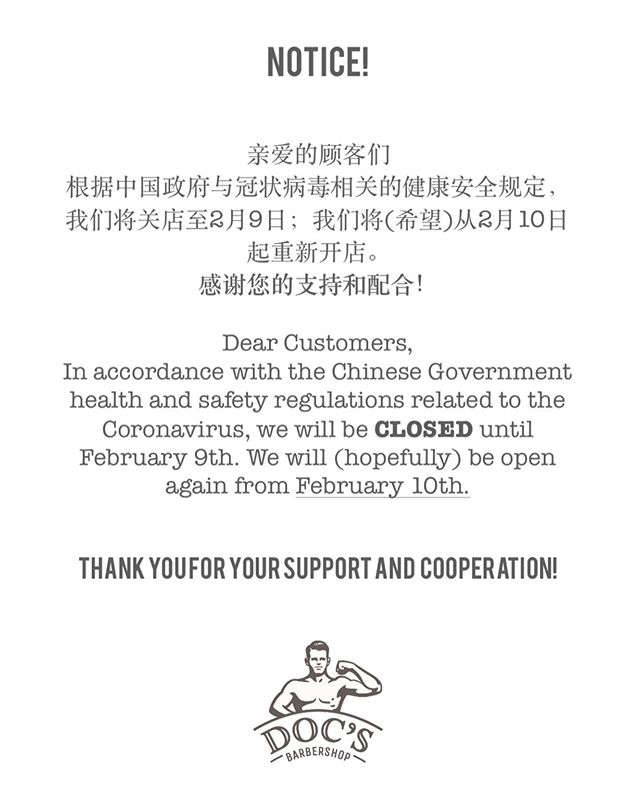 NOTICE!
亲爱的顾客们
根据中国政府与冠状病毒相关的健康安全规定，
我们将关店至2月9日；我们将(希望)从2月10日
起重新开店。
感谢您的支持和配合！
Dear Customers,
In accordance with the Chinese Government
health and safety regulations related to the
Coronavirus, we will be CLOSED until
February 9th. We will (hopefully) be open
again from February 10th.
THANK YOU FOR YOUR SUPPORT AND COOPERATION!
DOC'S
BARBERSHOP